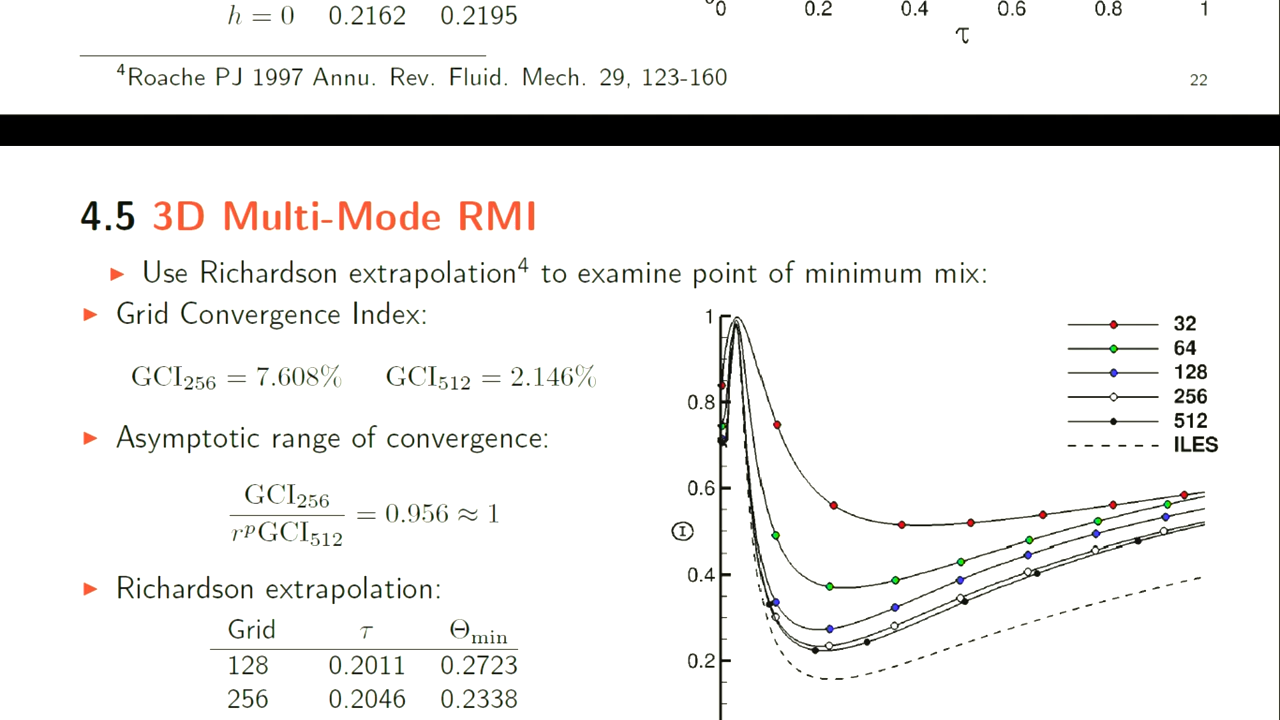 h = 0 0.2162 0.2195
0 0 0.2 0.4 0.6 0.8 1
τ
⁴Roache PJ 1997 Annu. Rev. Fluid. Mech. 29, 123-160
22
4.5 3D Multi-Mode RMI
▶ Use Richardson extrapolation⁴ to examine point of minimum mix:
▶ Grid Convergence Index:
GCI₂₅₆ = 7.608% GCI₅₁₂ = 2.146%
▶ Asymptotic range of convergence:
GCI₂₅₆
rᵖGCI₅₁₂
= 0.956 ≈ 1
▶ Richardson extrapolation:
Grid τ Θmin
128 0.2011 0.2723
256 0.2046 0.2338
1
0.8
0.6
Θ
0.4
0.2
32
64
128
256
512
ILES